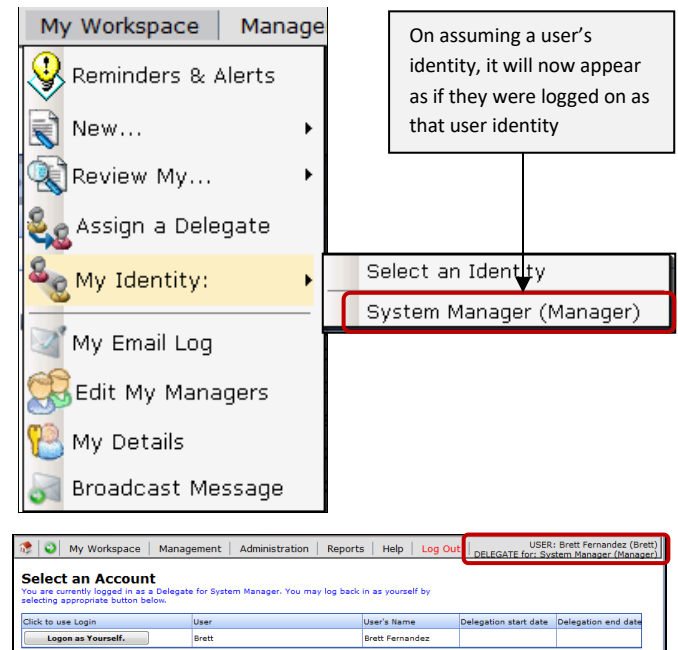 My Workspace
Manage
Reminders & Alerts
New...
Review My...
Assign a Delegate
My Identity:
My Email Log
Edit My Managers
My Details
Broadcast Message
On assuming a user's
identity, it will now appear
as if they were logged on as
that user identity
Select an Identity
System Manager (Manager)
My Workspace | Management | Administration | Reports | Help | Log Out
USER: Brett Fernandez (Brett)
DELEGATE for: System Manager (Manager)
Select an Account
You are currently logged in as a Delegate for System Manager. You may log back in as yourself by
selecting appropriate button below.
Click to use Login User User's Name Delegation start date Delegation end date
Logon as Yourself. Brett Brett Fernandez